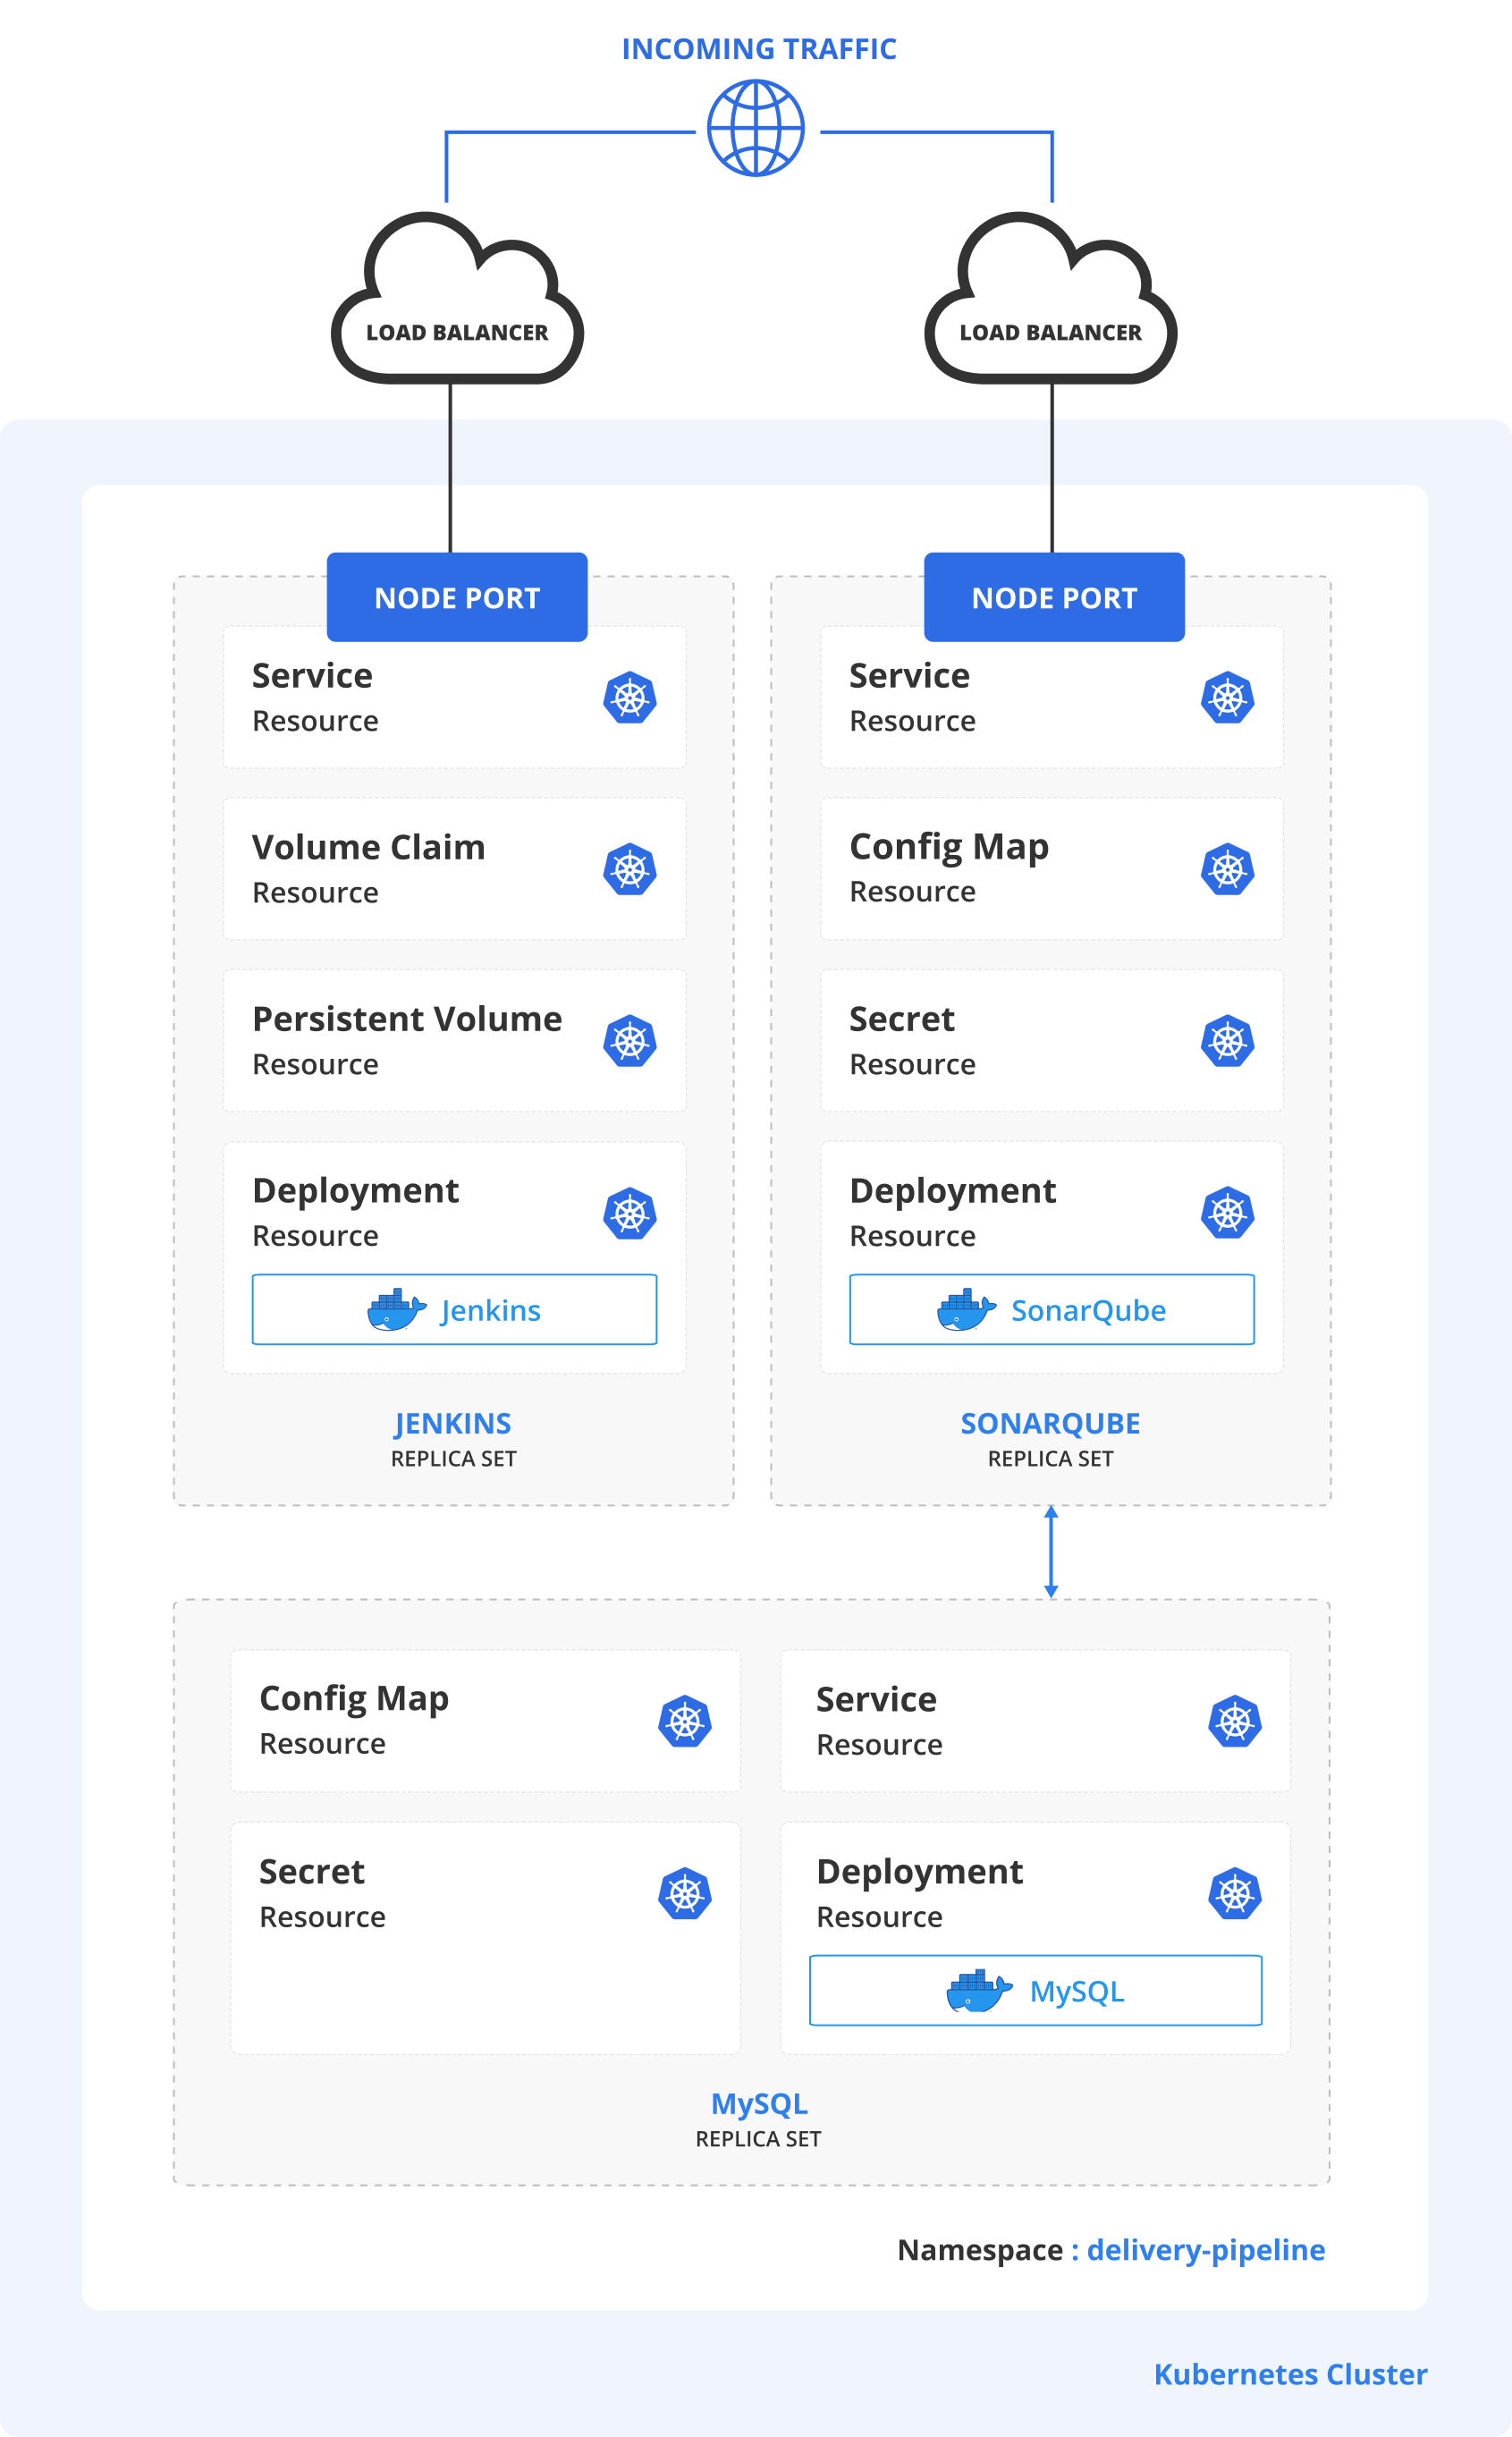 INCOMING TRAFFIC
LOAD BALANCER
LOAD BALANCER
NODE PORT
Service
Resource
Volume Claim
Resource
Persistent Volume
Resource
Deployment
Resource
Jenkins
JENKINS
REPLICA SET
NODE PORT
Service
Resource
Config Map
Resource
Secret
Resource
Deployment
Resource
SonarQube
SONARQUBE
REPLICA SET
Config Map
Resource
Service
Resource
Secret
Resource
Deployment
Resource
MySQL
MySQL
REPLICA SET
Namespace : delivery-pipeline
Kubernetes Cluster